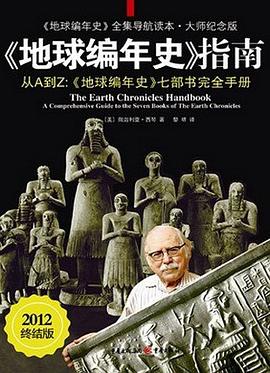 《地球编年史》全集导航读本·大师纪念版
《地球编年史》指南
从A到Z:《地球编年史》七部书完全手册
The Earth Chronicles Handbook
A Comprehensive Guide to the Seven Books of The Earth Chronicles
[美] 撒迦利亚·西琴 著
2012
终结版